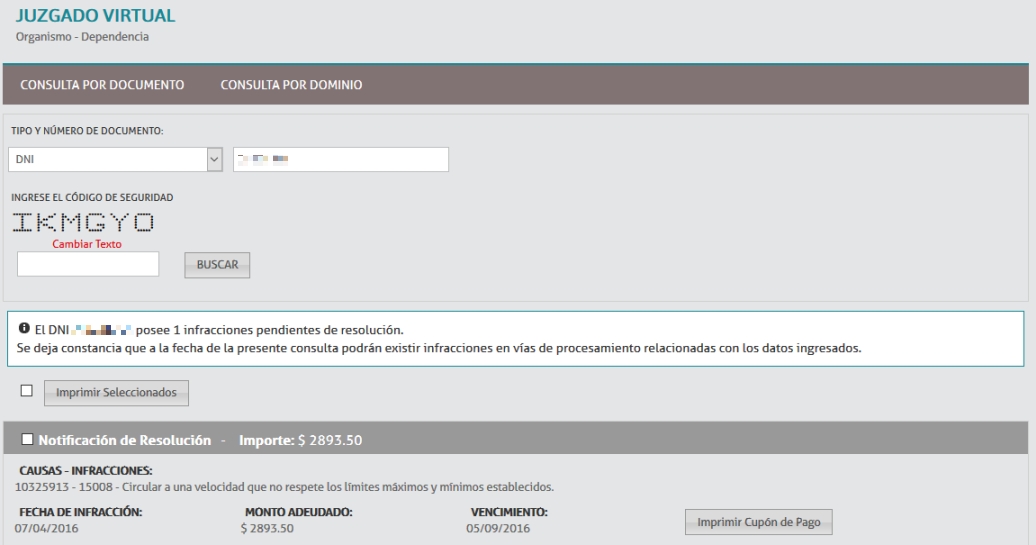 JUZGADO VIRTUAL
Organismo - Dependencia
CONSULTA POR DOCUMENTO CONSULTA POR DOMINIO
TIPO Y NÚMERO DE DOCUMENTO:
DNI
INGRESE EL CÓDIGO DE SEGURIDAD
IKMGYO
Cambiar Texto
BUSCAR
El DNI posee 1 infracciones pendientes de resolución.
Se deja constancia que a la fecha de la presente consulta podrán existir infracciones en vías de procesamiento relacionadas con los datos ingresados.
Imprimir Seleccionados
Notificación de Resolución - Importe: $ 2893.50
CAUSAS - INFRACCIONES:
10325913 - 15008 - Circular a una velocidad que no respete los límites máximos y mínimos establecidos.
FECHA DE INFRACCIÓN: MONTO ADEUDADO: VENCIMIENTO:
07/04/2016 $ 2893.50 05/09/2016 Imprimir Cupón de Pago